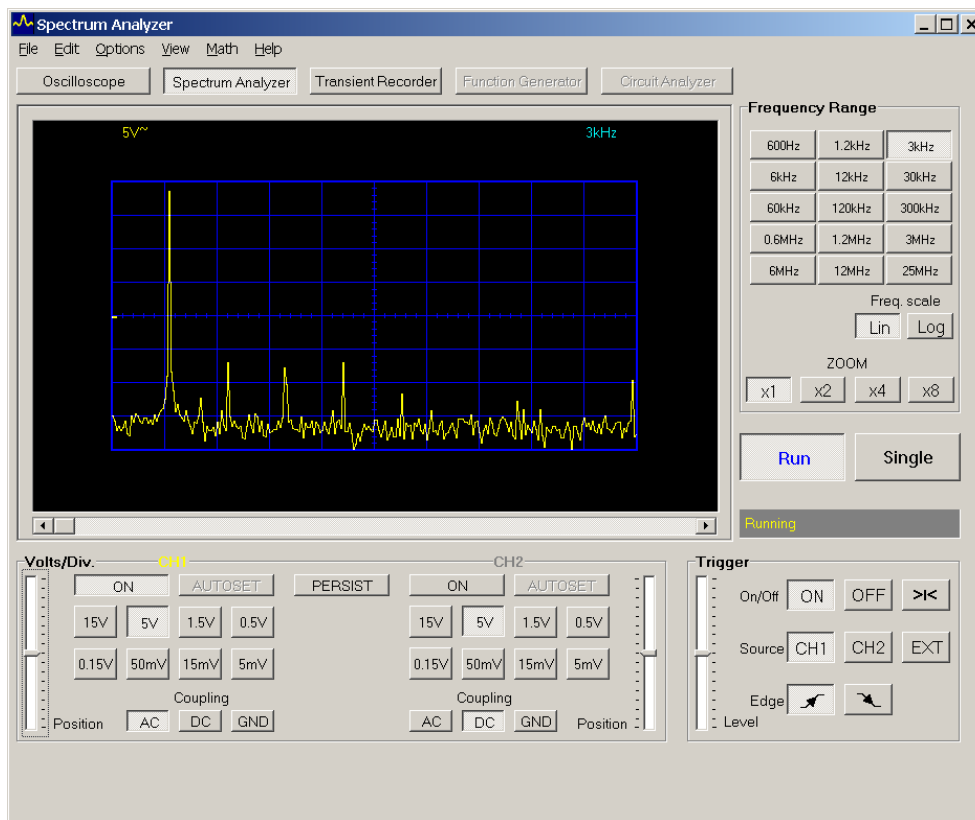 Spectrum Analyzer
File Edit Options View Math Help
Oscilloscope Spectrum Analyzer Transient Recorder Function Generator Circuit Analyzer
5V~ 3kHz
Frequency Range
600Hz 1.2kHz 3kHz
6kHz 12kHz 30kHz
60kHz 120kHz 300kHz
0.6MHz 1.2MHz 3MHz
6MHz 12MHz 25MHz
Freq. scale
Lin Log
ZOOM
x1 x2 x4 x8
Run Single
Running
Volts/Div. CH1 CH2
ON AUTOSET PERSIST ON AUTOSET
15V 5V 1.5V 0.5V 15V 5V 1.5V 0.5V
0.15V 50mV 15mV 5mV 0.15V 50mV 15mV 5mV
Coupling Coupling
Position AC DC GND AC DC GND Position
Trigger
On/Off ON OFF >I<
Source CH1 CH2 EXT
Edge
Level